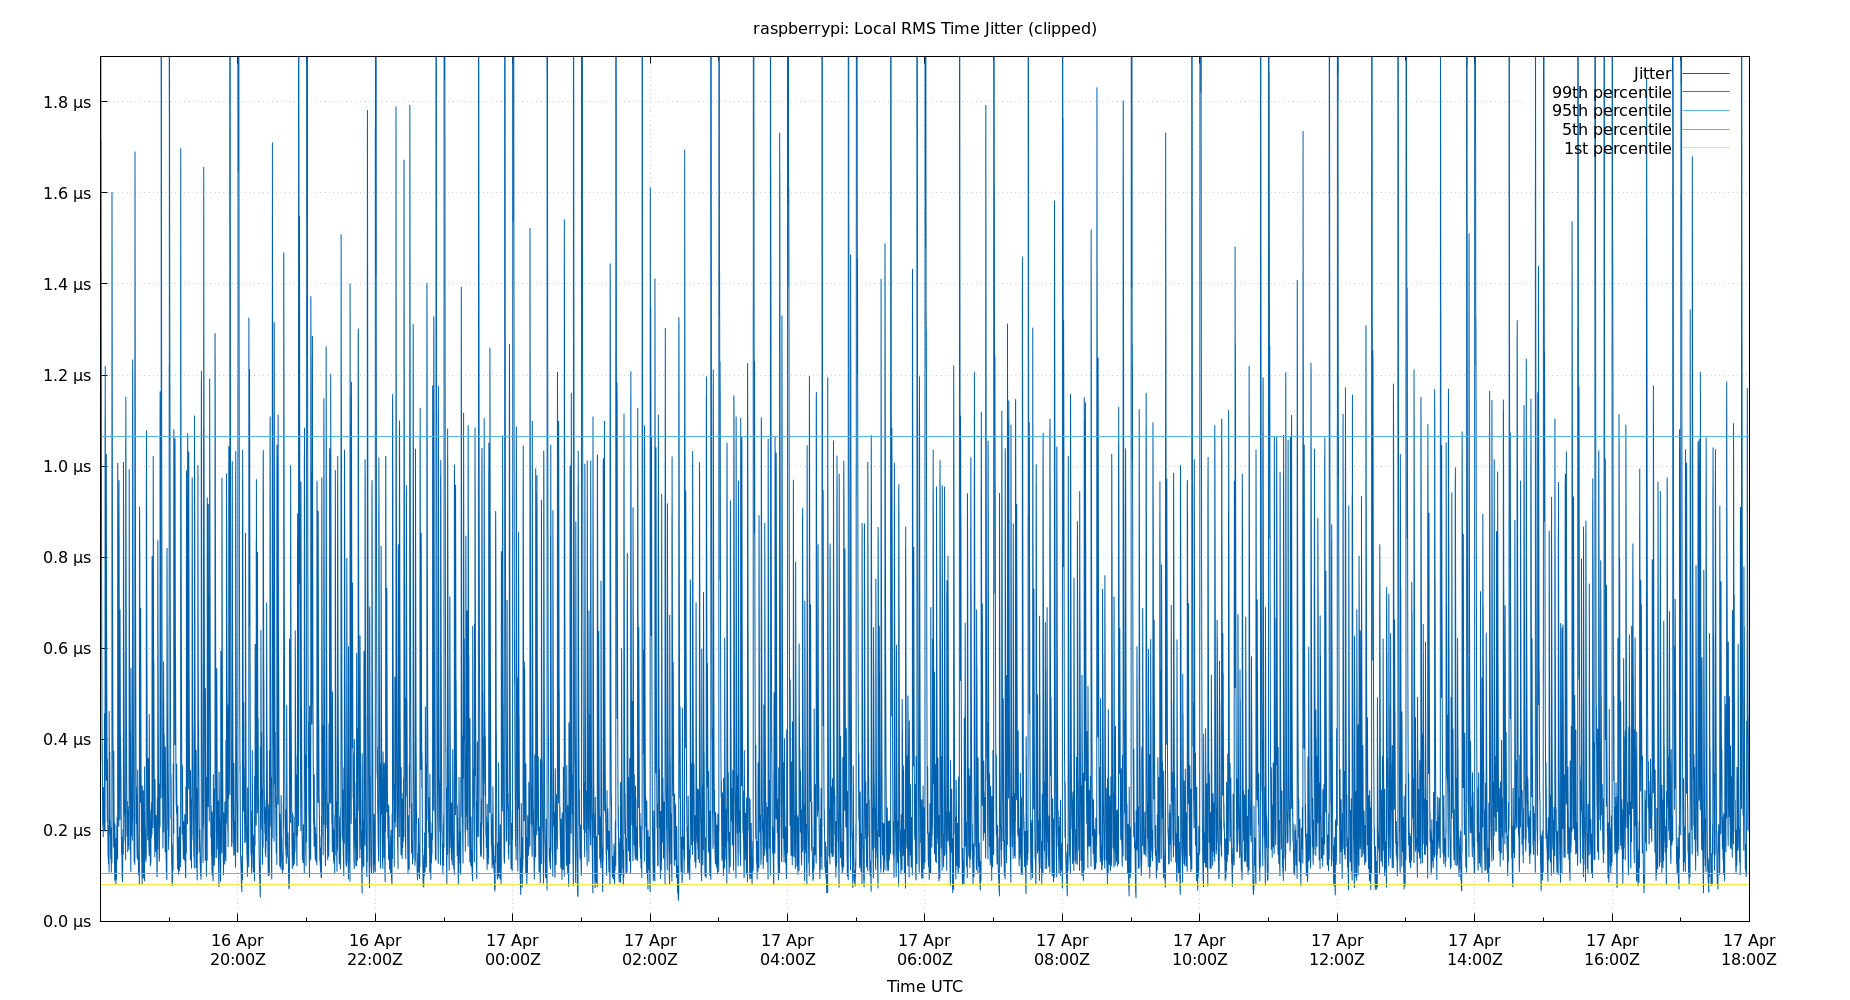 raspberrypi: Local RMS Time Jitter (clipped)
Jitter
99th percentile
95th percentile
5th percentile
1st percentile
1.8 µs
1.6 µs
1.4 µs
1.2 µs
1.0 µs
0.8 µs
0.6 µs
0.4 µs
0.2 µs
0.0 µs
16 Apr 16 Apr 17 Apr 17 Apr 17 Apr 17 Apr 17 Apr 17 Apr 17 Apr 17 Apr 17 Apr 17 Apr
20:00Z 22:00Z 00:00Z 02:00Z 04:00Z 06:00Z 08:00Z 10:00Z 12:00Z 14:00Z 16:00Z 18:00Z
Time UTC